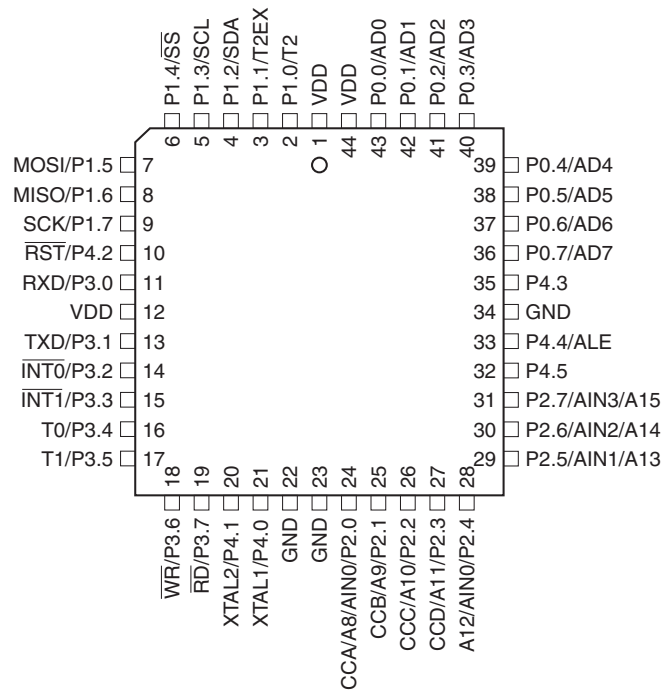 P1.4/S̅S̅
P1.3/SCL
P1.2/SDA
P1.1/T2EX
P1.0/T2
VDD
VDD
P0.0/AD0
P0.1/AD1
P0.2/AD2
P0.3/AD3
6 5 4 3 2 1 44 43 42 41 40
MOSI/P1.5 7
MISO/P1.6 8
SCK/P1.7 9
R̅S̅T̅/P4.2 10
RXD/P3.0 11
VDD 12
TXD/P3.1 13
I̅N̅T̅0̅/P3.2 14
I̅N̅T̅1̅/P3.3 15
T0/P3.4 16
T1/P3.5 17
39 P0.4/AD4
38 P0.5/AD5
37 P0.6/AD6
36 P0.7/AD7
35 P4.3
34 GND
33 P4.4/ALE
32 P4.5
31 P2.7/AIN3/A15
30 P2.6/AIN2/A14
29 P2.5/AIN1/A13
18 19 20 21 22 23 24 25 26 27 28
W̅R̅/P3.6
R̅D̅/P3.7
XTAL2/P4.1
XTAL1/P4.0
GND
GND
CCA/A8/AIN0/P2.0
CCB/A9/P2.1
CCC/A10/P2.2
CCD/A11/P2.3
A12/AIN0/P2.4